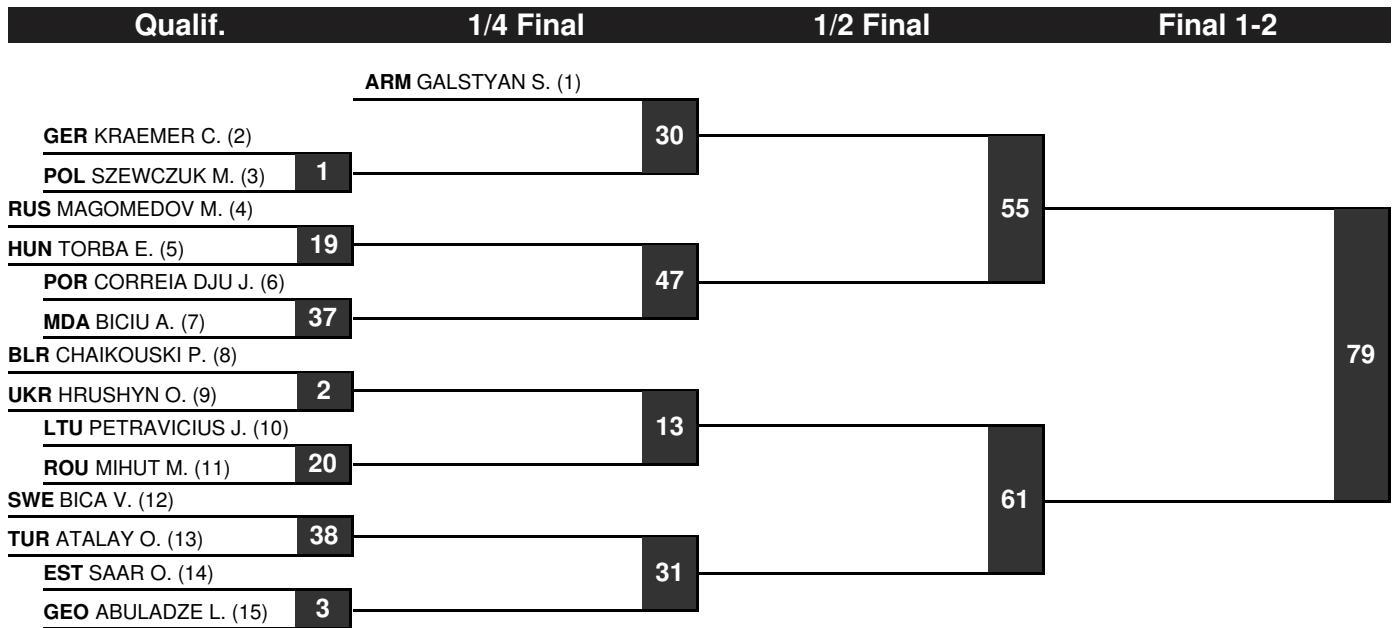 Qualif. 1/4 Final 1/2 Final Final 1-2
ARM GALSTYAN S. (1)
30
GER KRAEMER C. (2)
1
POL SZEWCZUK M. (3)
55
RUS MAGOMEDOV M. (4)
19
HUN TORBA E. (5)
47
POR CORREIA DJU J. (6)
37
MDA BICIU A. (7)
79
BLR CHAIKOUSKI P. (8)
2
UKR HRUSHYN O. (9)
13
LTU PETRAVICIUS J. (10)
20
ROU MIHUT M. (11)
61
SWE BICA V. (12)
38
TUR ATALAY O. (13)
31
EST SAAR O. (14)
3
GEO ABULADZE L. (15)